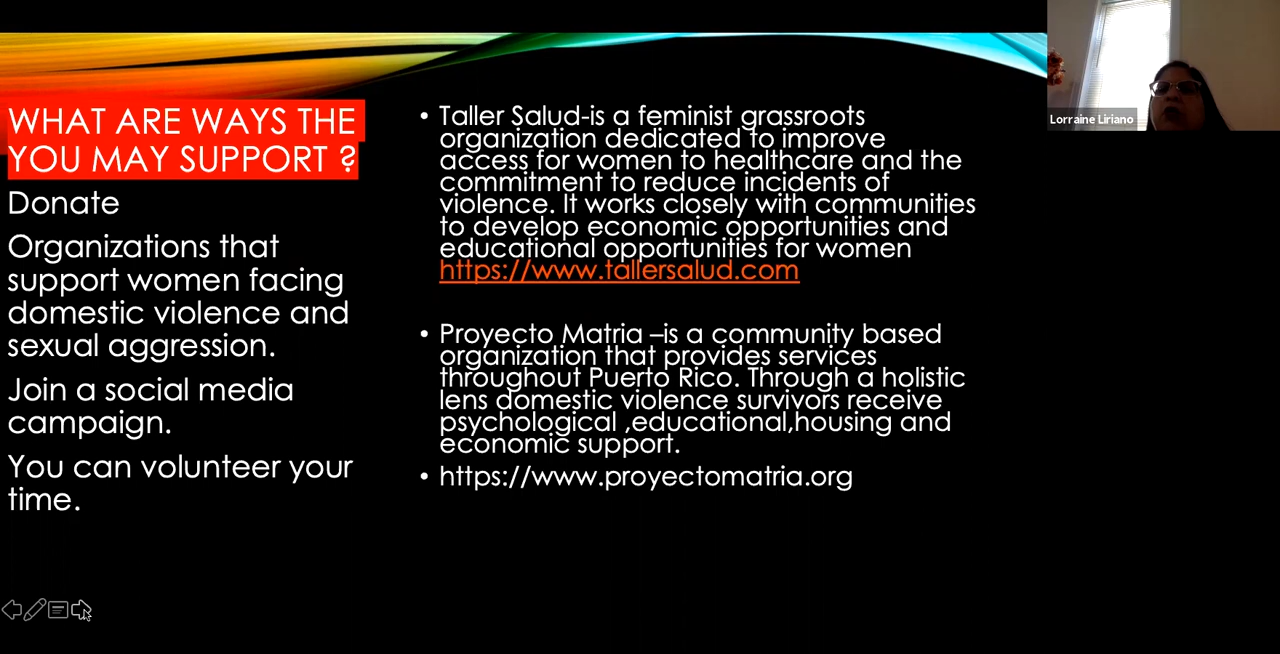 WHAT ARE WAYS THE
YOU MAY SUPPORT ?
Donate
Organizations that
support women facing
domestic violence and
sexual aggression.
Join a social media
campaign.
You can volunteer your
time.
• Taller Salud-is a feminist grassroots
organization dedicated to improve
access for women to healthcare and the
commitment to reduce incidents of
violence. It works closely with communities
to develop economic opportunities and
educational opportunities for women
https://www.tallersalud.com
• Proyecto Matria –is a community based
organization that provides services
throughout Puerto Rico. Through a holistic
lens domestic violence survivors receive
psychological ,educational,housing and
economic support.
• https://www.proyectomatria.org
Lorraine Liriano